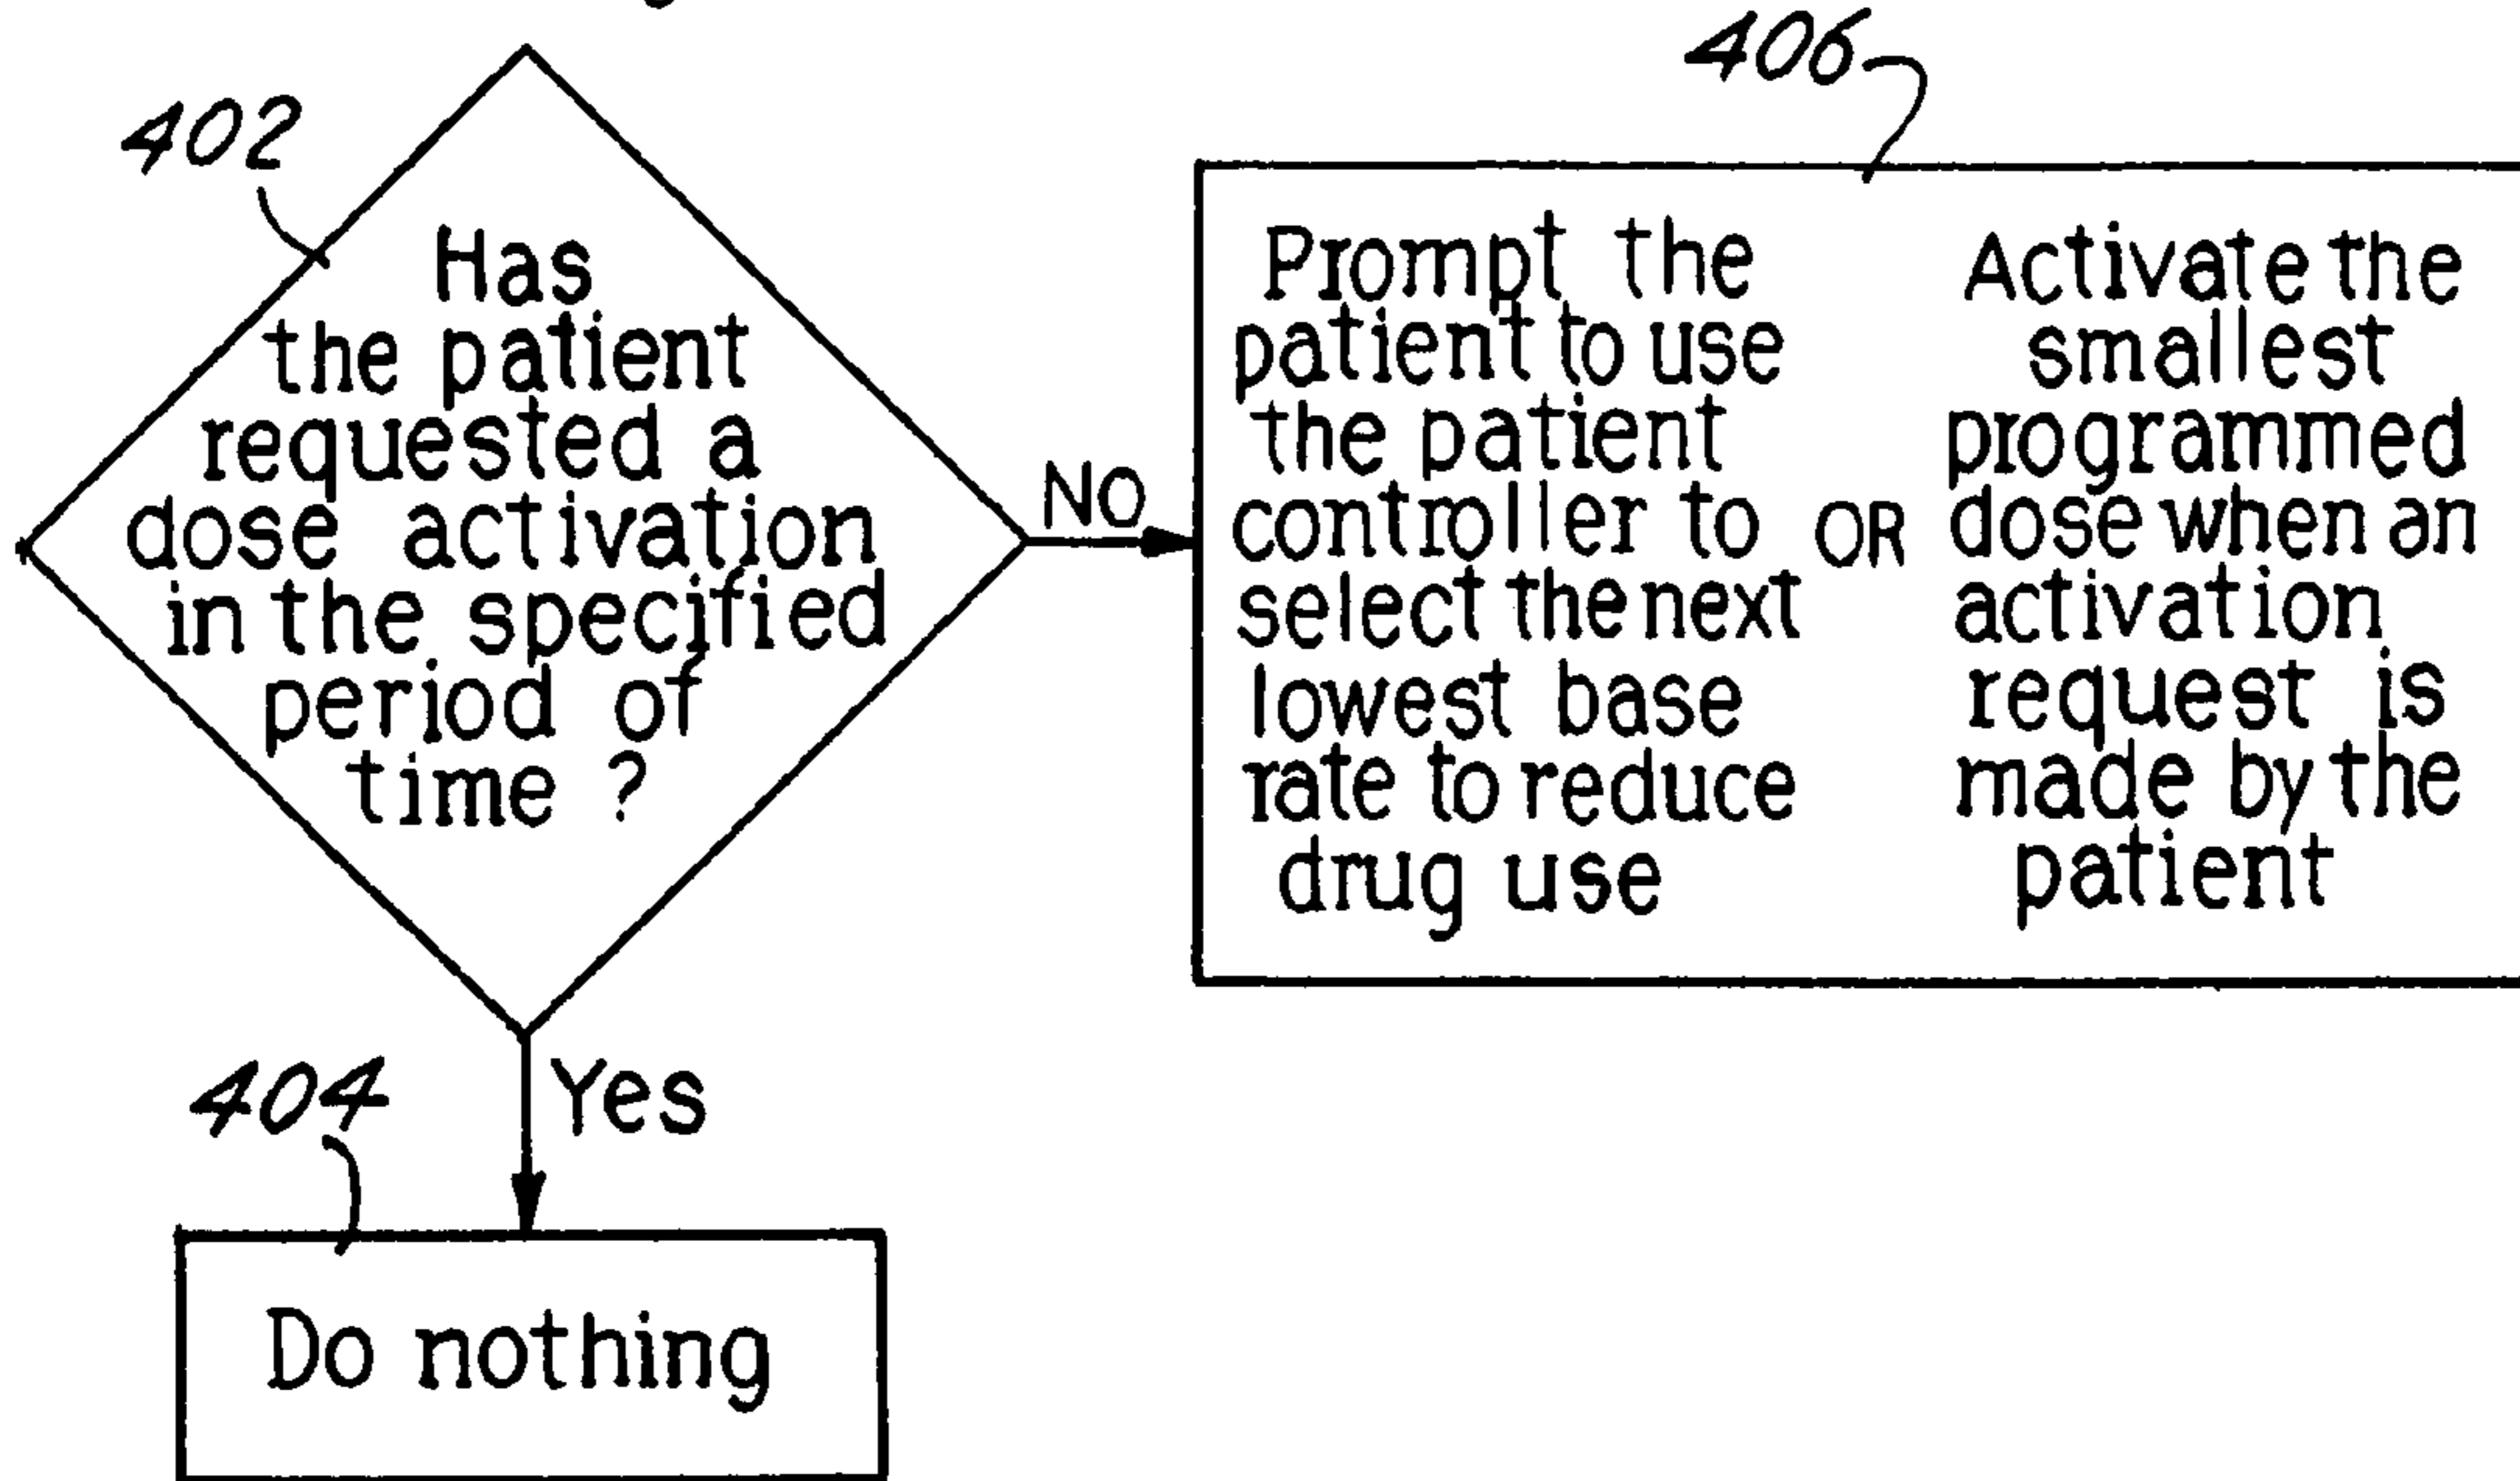 402
Has
the patient
requested a
dose activation
in the specified
period of
time ?
NO
406
Prompt the
patient to use
the patient
controller to
select the next
lowest base
rate to reduce
drug use
OR
Activate the
smallest
programmed
dose when an
activation
request is
made by the
patient
Yes
404
Do nothing